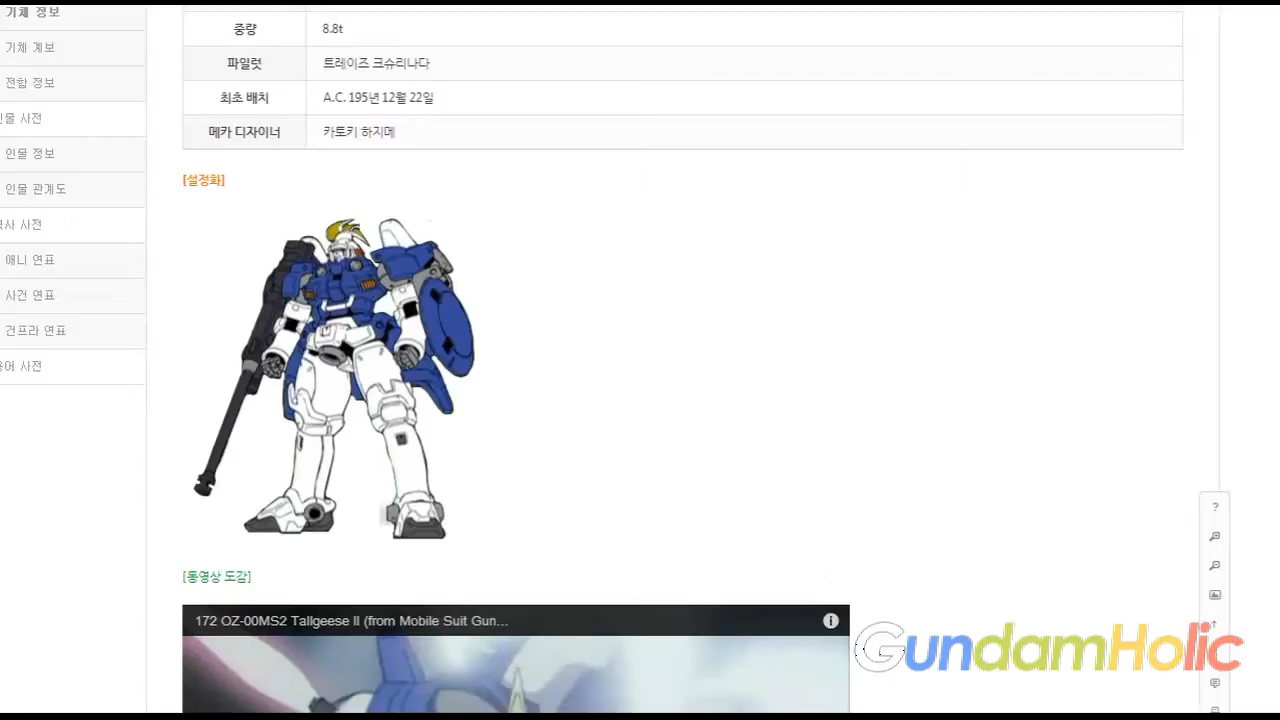 기체 정보
기체 계보
전함 정보
물 사전
인물 정보
인물 관계도
사 전
애니 연표
사건 연표
건프라 연표
어 사전
중량 8.8t
파일럿 트레이즈 크슈리나다
최초 배치 A.C. 195년 12월 22일
메카 디자이너 카토키 하지메
[설정화]
[동영상 도감]
172 OZ-00MS2 Tallgeese II (from Mobile Suit Gun...
GundamHolic
?